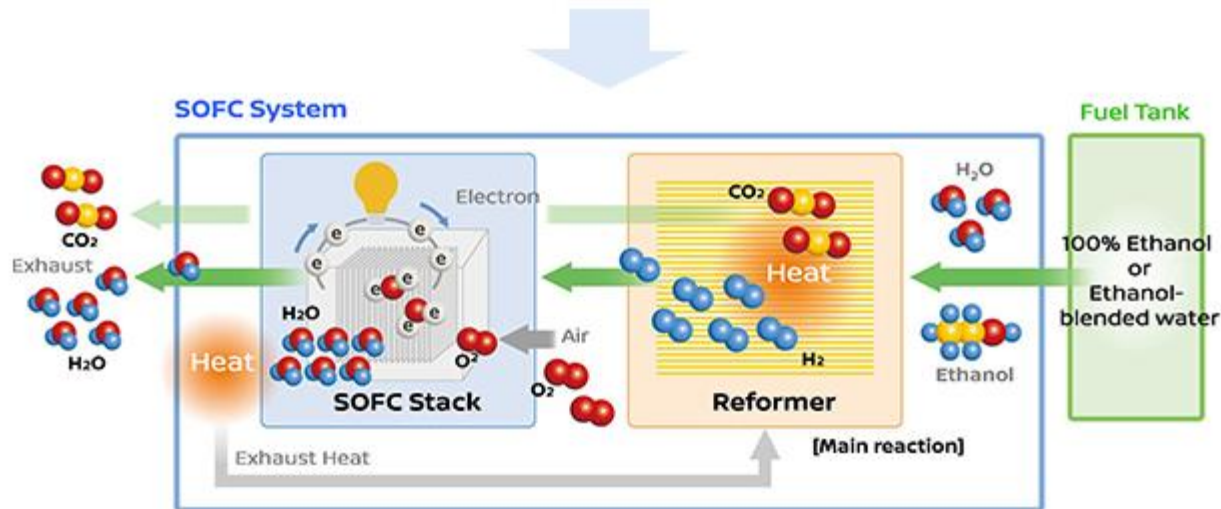 SOFC System
Fuel Tank
CO₂
Exhaust
H₂O
Electron
e
e
e
e
e
e
e
e
H₂O
Heat
O²
Air
O₂
SOFC Stack
CO₂
Heat
H₂
Reformer
H₂O
Ethanol
[Main reaction]
Exhaust Heat
100% Ethanol
or
Ethanol-
blended water